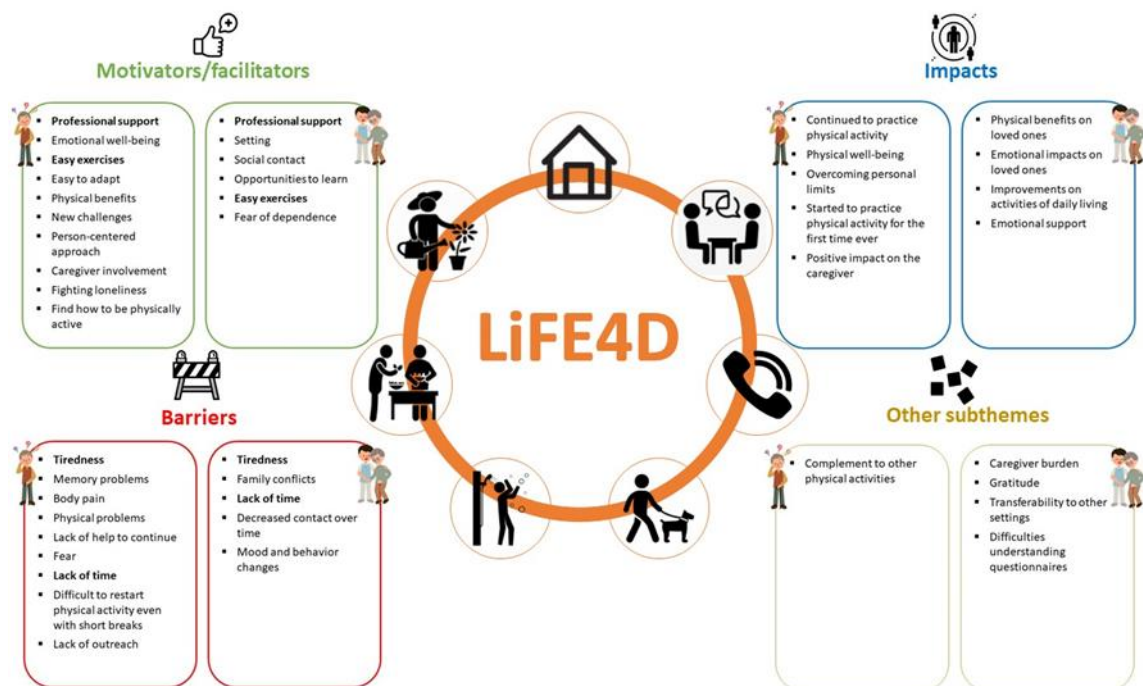 Motivators/facilitators
▪ Professional support
▪ Emotional well-being
▪ Easy exercises
▪ Easy to adapt
▪ Physical benefits
▪ New challenges
▪ Person-centered
approach
▪ Caregiver involvement
▪ Fighting loneliness
▪ Find how to be physically
active
▪ Professional support
▪ Setting
▪ Social contact
▪ Opportunities to learn
▪ Easy exercises
▪ Fear of dependence
Impacts
▪ Continued to practice
physical activity
▪ Physical well-being
▪ Overcoming personal
limits
▪ Started to practice
physical activity for the
first time ever
▪ Positive impact on the
caregiver
▪ Physical benefits on
loved ones
▪ Emotional impacts on
loved ones
▪ Improvements on
activities of daily living
▪ Emotional support
LiFE4D
Barriers
▪ Tiredness
▪ Memory problems
▪ Body pain
▪ Physical problems
▪ Lack of help to continue
▪ Fear
▪ Lack of time
▪ Difficult to restart
physical activity even
with short breaks
▪ Lack of outreach
▪ Tiredness
▪ Family conflicts
▪ Lack of time
▪ Decreased contact over
time
▪ Mood and behavior
changes
Other subthemes
▪ Complement to other
physical activities
▪ Caregiver burden
▪ Gratitude
▪ Transferability to other
settings
▪ Difficulties
understanding
questionnaires